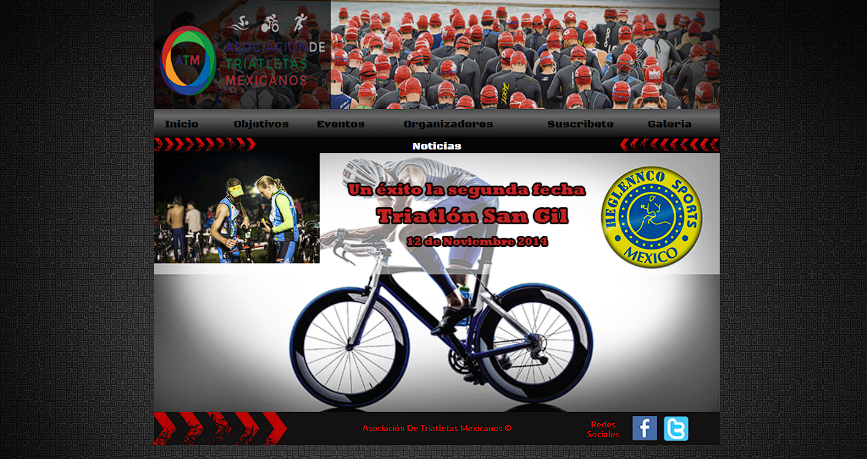 ASOCIACIÓN DE
ATM
TRIATLETAS
MEXICANOS
Inicio Objetivos Eventos Organizadores Suscribete Galeria
Noticias
Un éxito la segunda fecha
Triatlón San Gil
12 de Noviembre 2014
REGLENNCO SPORTS
MEXICO
Asociación De Triatletas Mexicanos ©
Redes
Sociales